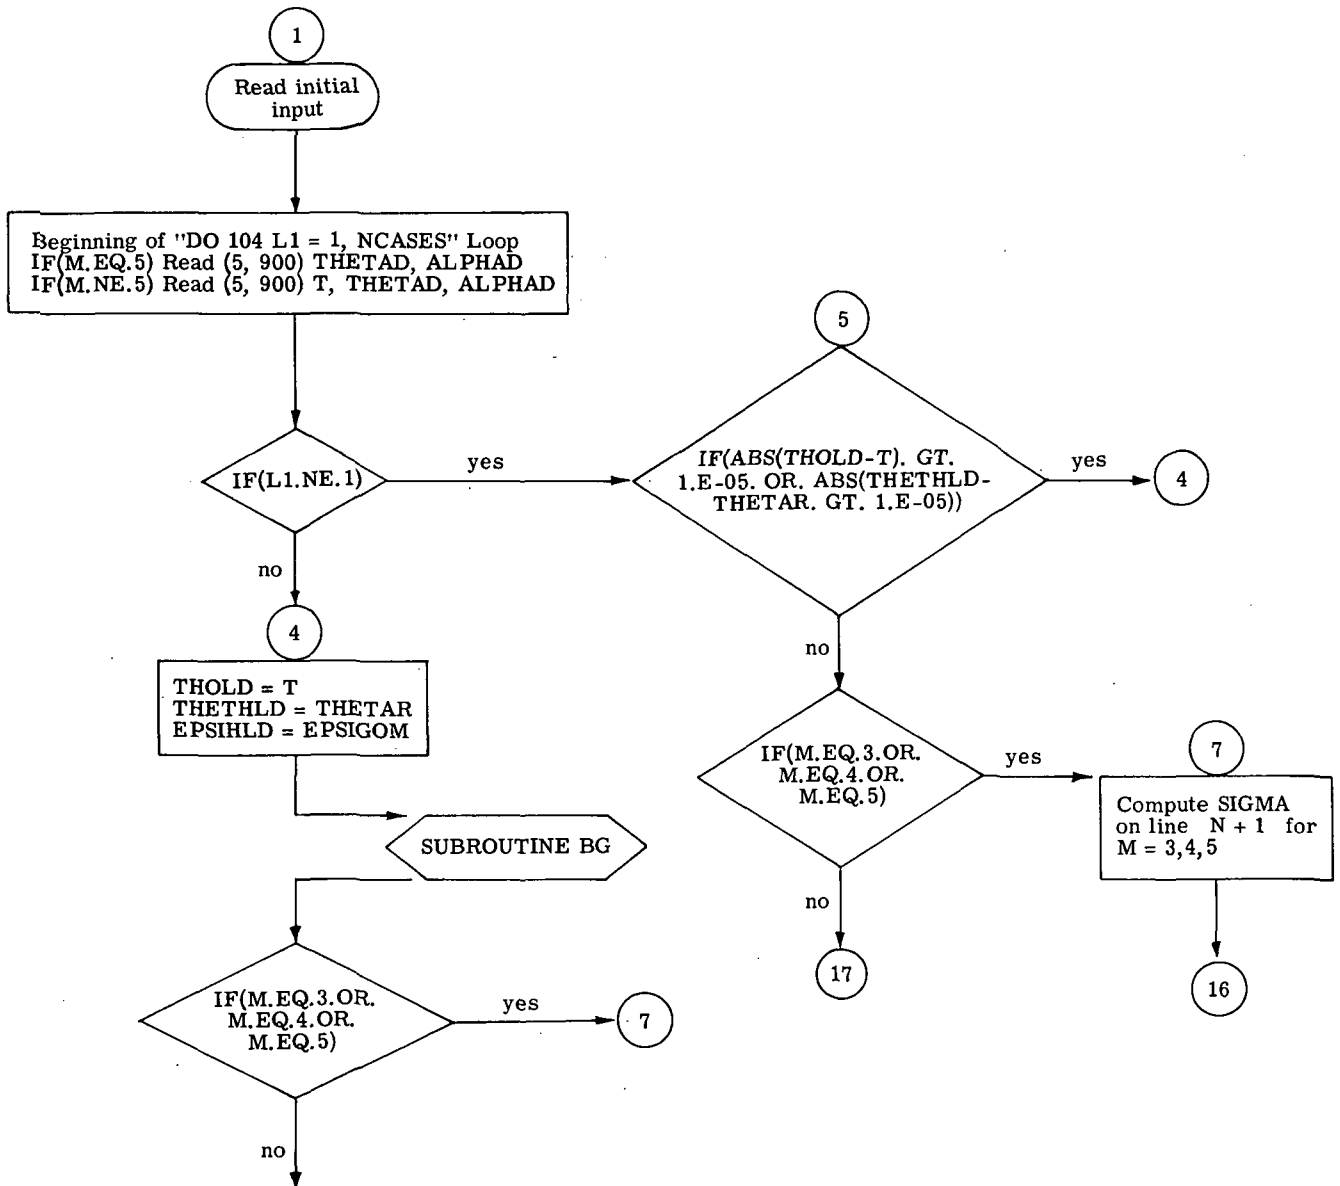 1
Read initial
input
Beginning of "DO 104 L1 = 1, NCASES" Loop
IF(M.EQ.5) Read (5, 900) THETAD, ALPHAD
IF(M.NE.5) Read (5, 900) T, THETAD, ALPHAD
IF(L1.NE.1)
yes
5
IF(ABS(THOLD-T). GT.
1.E-05. OR. ABS(THETHLD-
THETAR. GT. 1.E-05))
yes
4
no
4
THOLD = T
THETHLD = THETAR
EPSIHLD = EPSIGOM
SUBROUTINE BG
no
IF(M.EQ.3.OR.
M.EQ.4.OR.
M.EQ.5)
yes
7
Compute SIGMA
on line N + 1 for
M = 3,4,5
16
no
17
IF(M.EQ.3.OR.
M.EQ.4.OR.
M.EQ.5)
yes
7
no